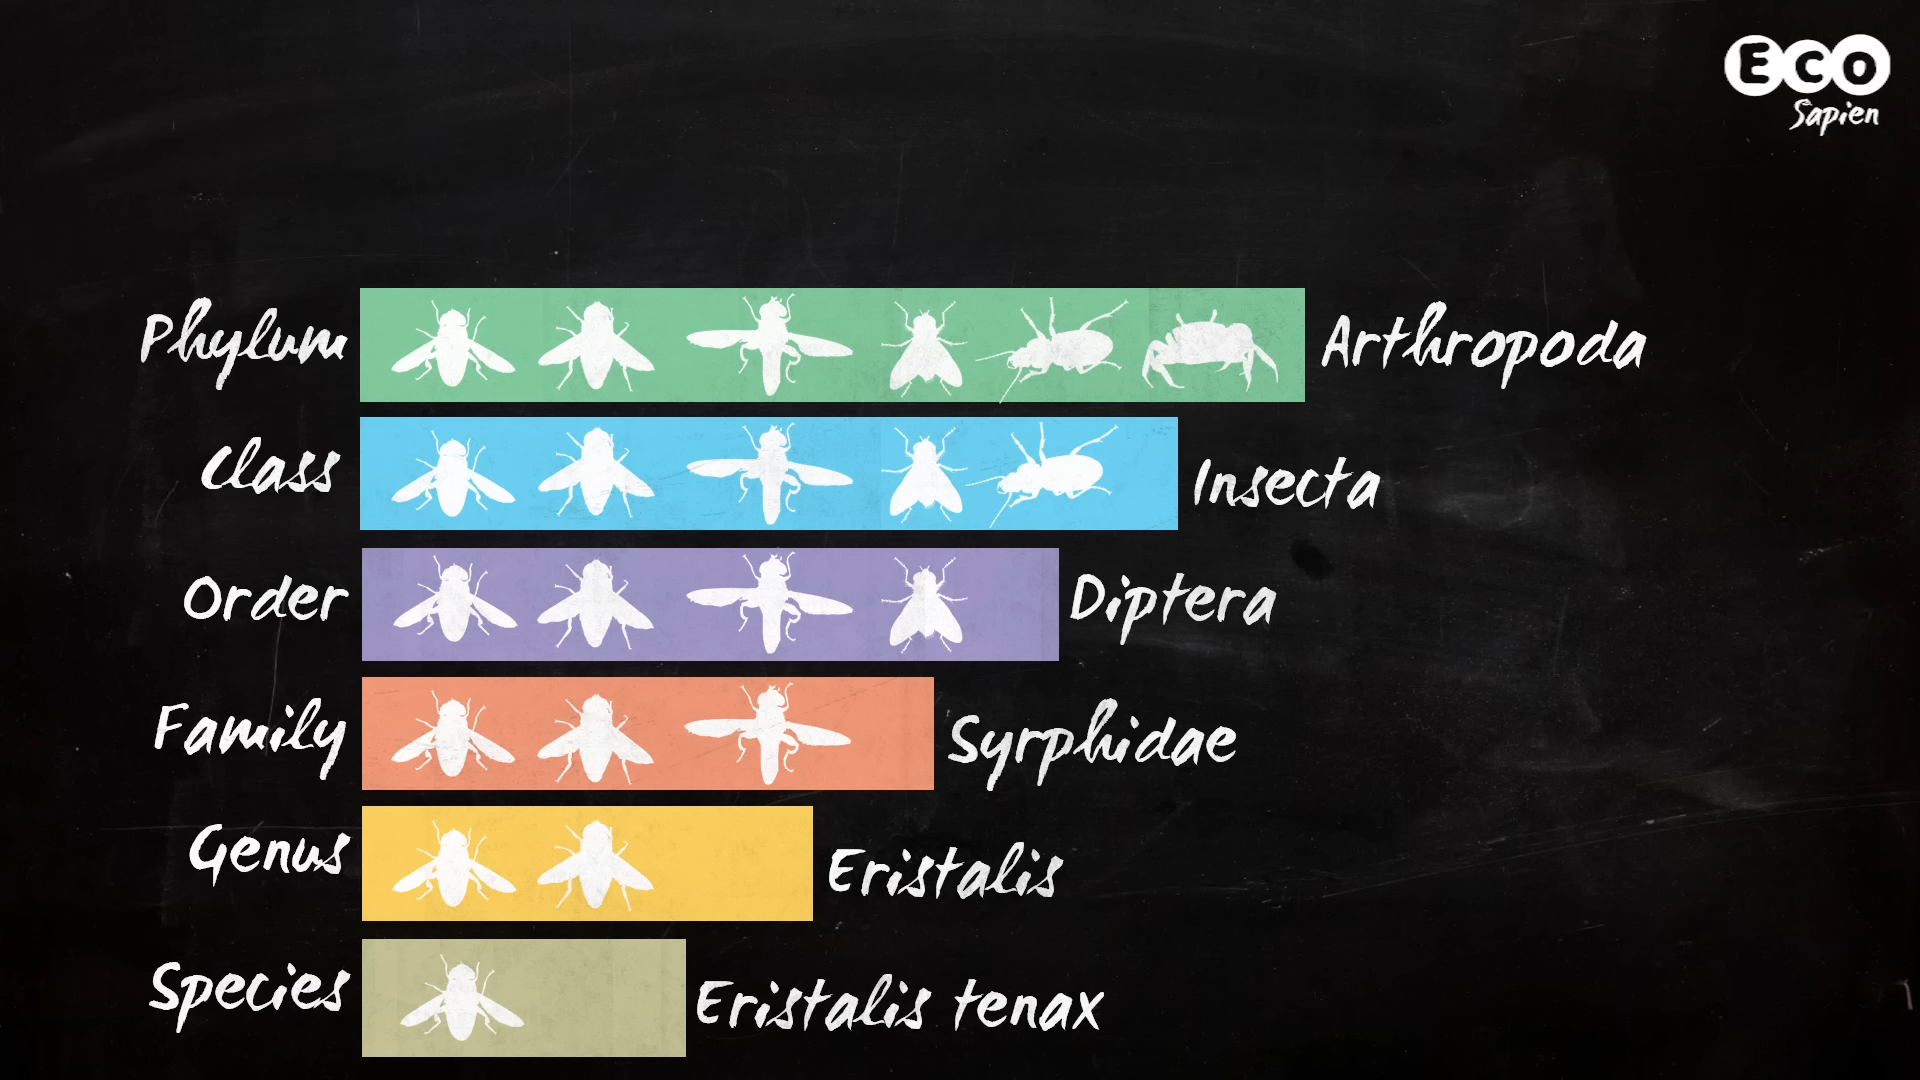 ECO
Sapien
Phylum Arthropoda
Class Insecta
Order Diptera
Family Syrphidae
Genus Eristalis
Species Eristalis tenax